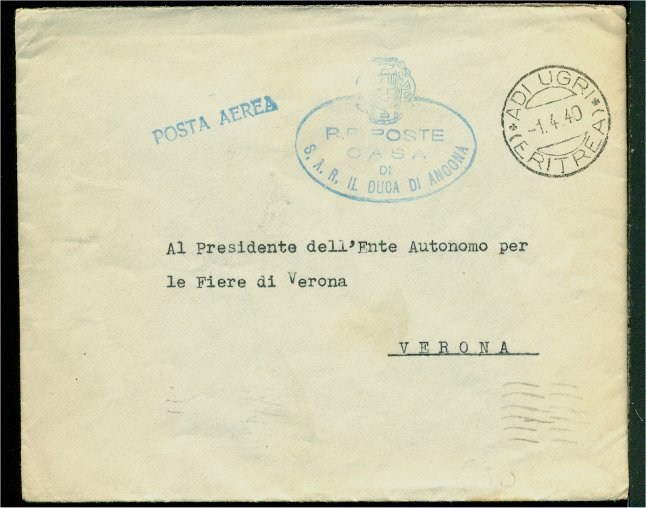 POSTA AEREA
R.R. POSTE
CASA
DI
S. A. R. IL DUCA DI ANCONA
ADI UGRI
-1.4.40
(ERITREA)
Al Presidente dell'Ente Autonomo per
le Fiere di Verona
VERONA